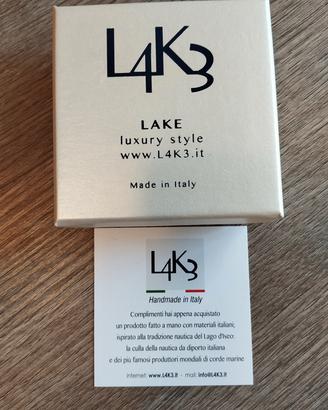 L4K3
LAKE
luxury style
www.L4K3.it
Made in Italy
L4K3
Handmade in Italy
Complimenti hai appena acquistato
un prodotto fatto a mano con materiali italiani;
ispirato alla tradizione nautica del Lago d'Iseo:
la culla della nautica da diporto italiana
e dei più famosi produttori mondiali di corde marine
internet: www.L4K3.it - mail: info@L4K3.it